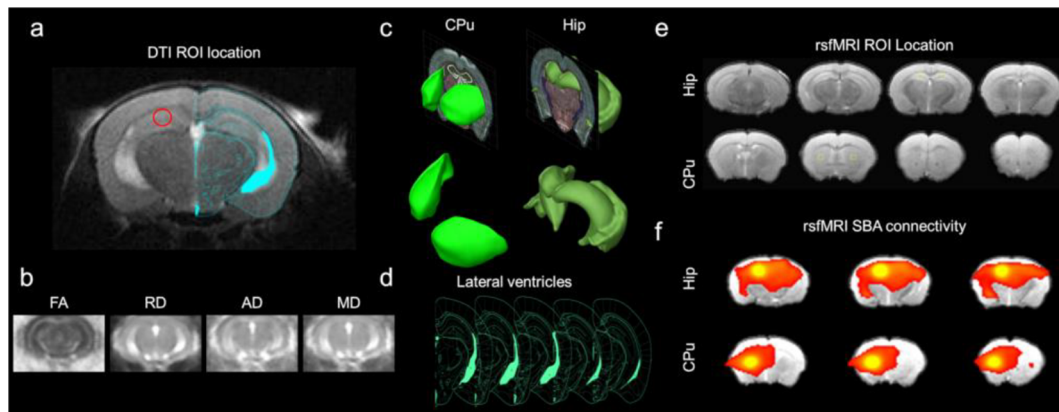 a
DTI ROI location
b
FA RD AD MD
c
CPu Hip
d
Lateral ventricles
e
rsfMRI ROI Location
Hip
CPu
f
rsfMRI SBA connectivity
Hip
CPu